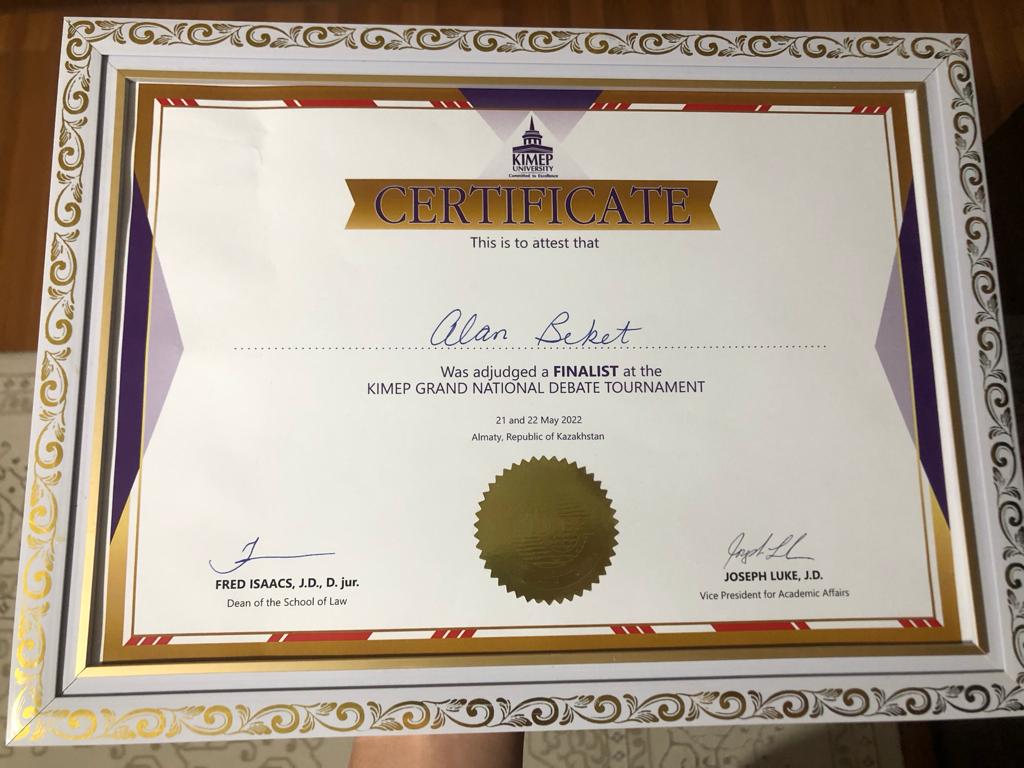 KIMEP
UNIVERSITY
Committed to Excellence
CERTIFICATE
This is to attest that
Alan Beket
Was adjudged a FINALIST at the
KIMEP GRAND NATIONAL DEBATE TOURNAMENT
21 and 22 May 2022
Almaty, Republic of Kazakhstan
FRED ISAACS, J.D., D. jur.
Dean of the School of Law
Joseph L
JOSEPH LUKE, J.D.
Vice President for Academic Affairs